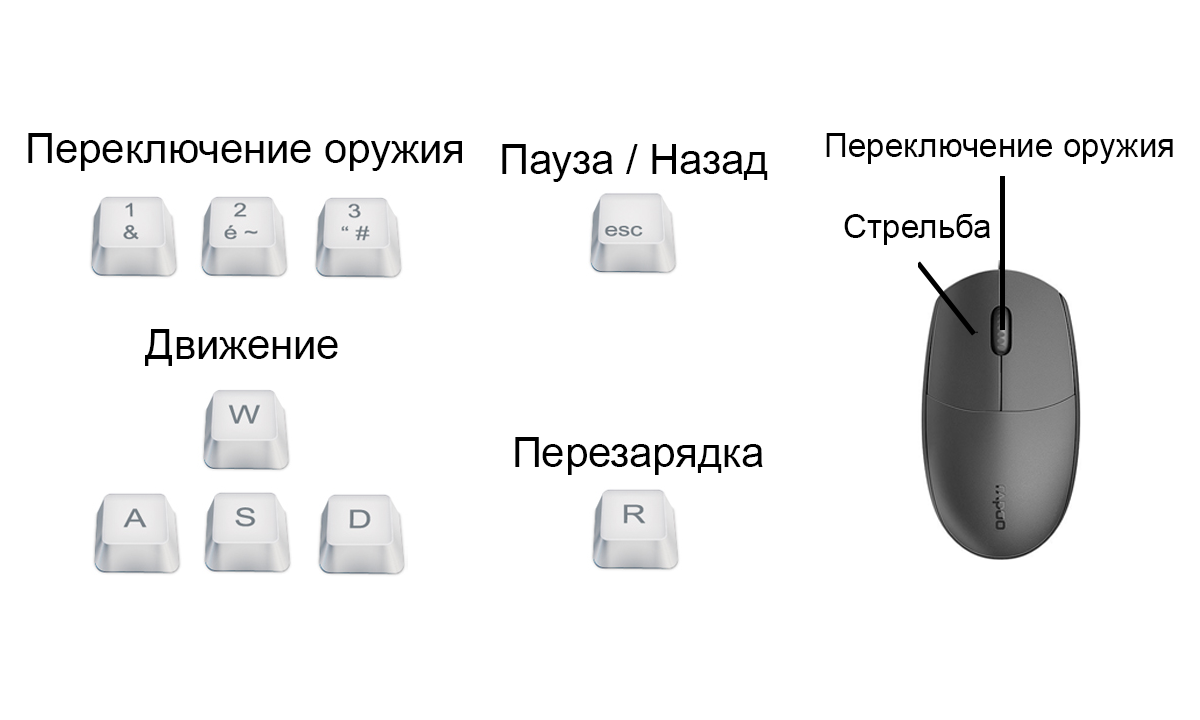 Переключение оружия
1
&
2
é ~
3
“ #
Пауза / Назад
esc
Переключение оружия
Стрельба
Движение
W
A
S
D
Перезарядка
R
rapoo